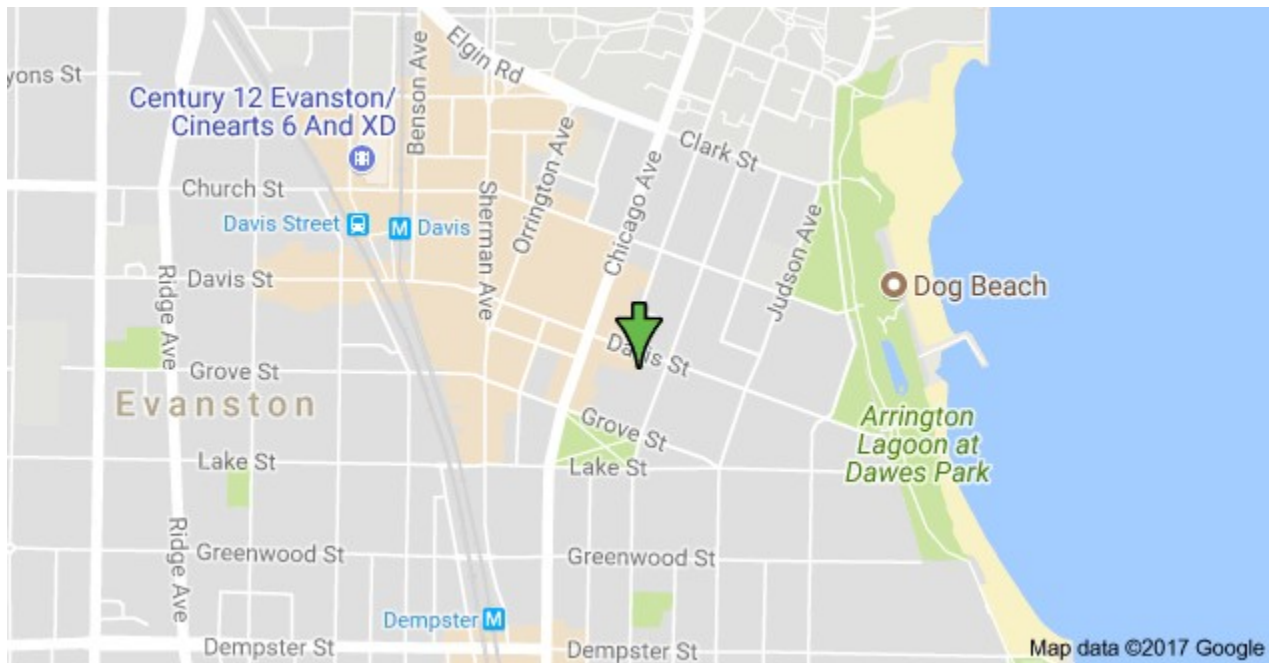 Elgin Rd
Benson Ave
yons St
Century 12 Evanston/
Cinearts 6 And XD
Clark St
Orrington Ave
Chicago Ave
Church St
Sherman Ave
Judson Ave
Davis Street
M Davis
Ridge Ave
Davis St
Dog Beach
Davis St
Grove St
Evanston
Grove St
Arrington
Lagoon at
Dawes Park
Lake St
Lake St
Ridge Ave
Greenwood St
Greenwood St
Dempster M
Dempster St
Dempster St
Map data ©2017 Google